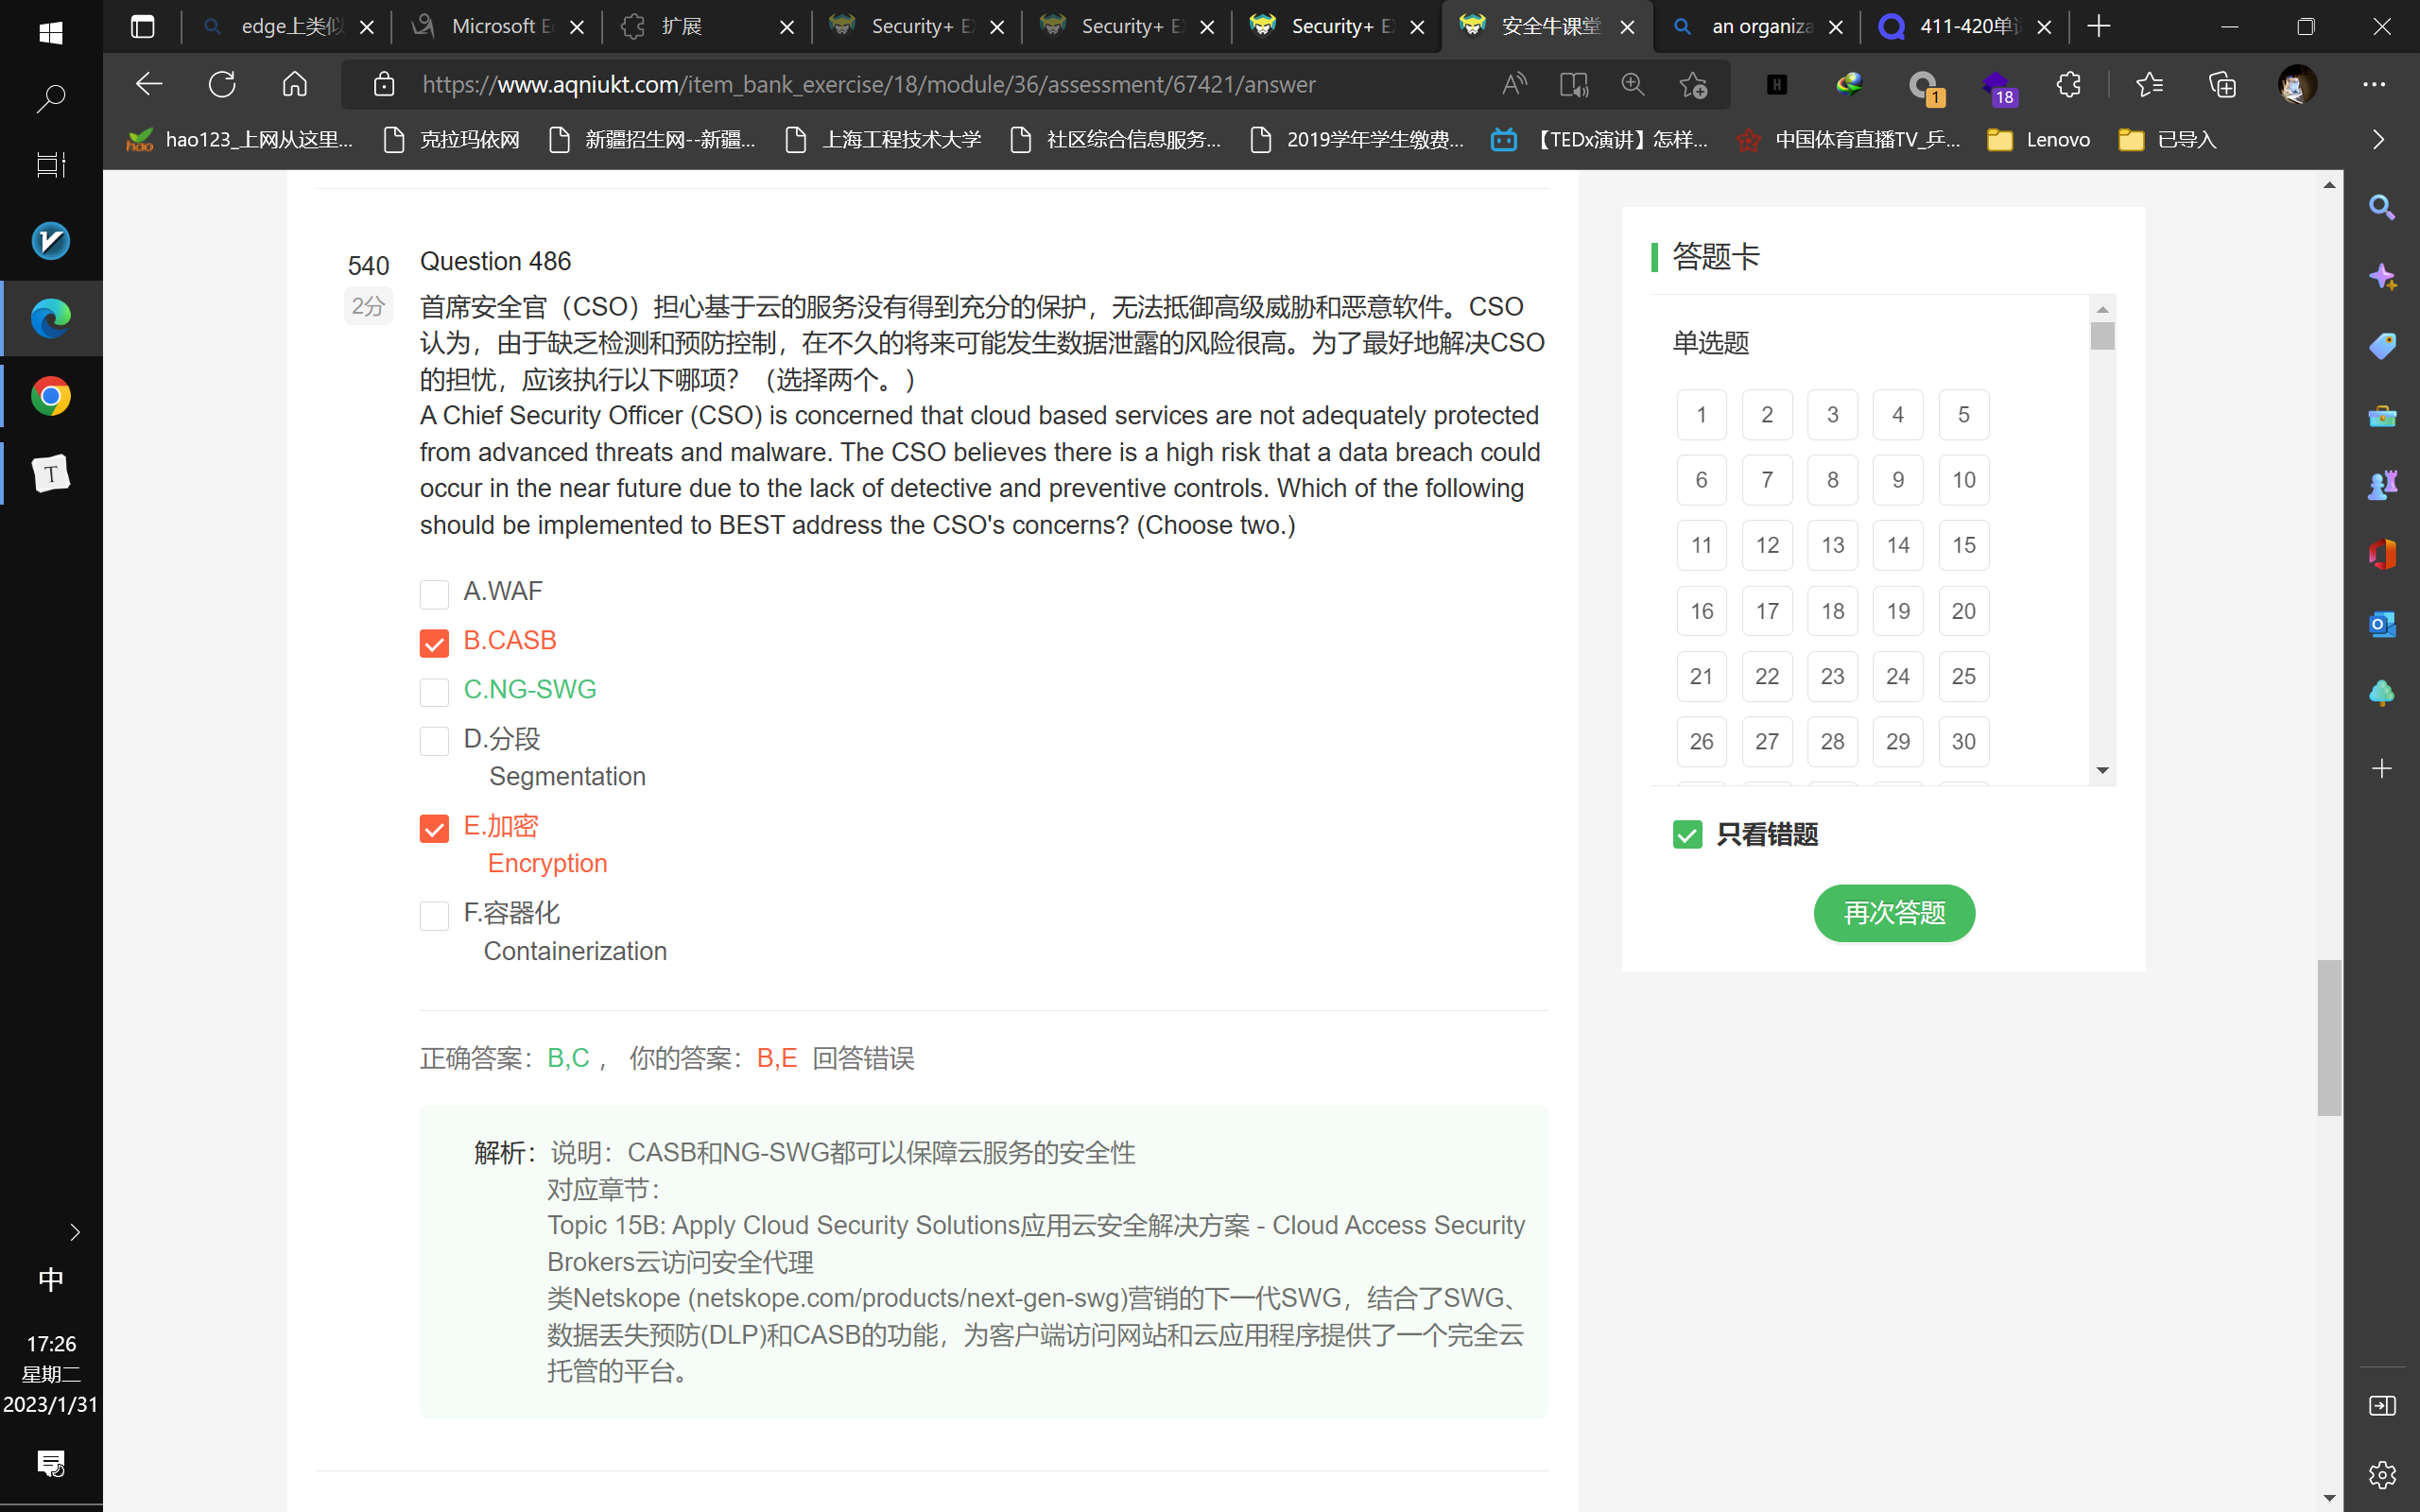 edge上类似
Microsoft E
扩展
Security+ E
Security+ E
Security+ E
安全牛课堂
an organiza
411-420单
https://www.aqniukt.com/item_bank_exercise/18/module/36/assessment/67421/answer
1
18
hao123_上网从这里...
克拉玛依网
新疆招生网--新疆...
上海工程技术大学
社区综合信息服务...
2019学年学生缴费...
【TEDx演讲】怎样...
中国体育直播TV_乒...
Lenovo
已导入
540
2分
Question 486
首席安全官（CSO）担心基于云的服务没有得到充分的保护，无法抵御高级威胁和恶意软件。CSO
认为，由于缺乏检测和预防控制，在不久的将来可能发生数据泄露的风险很高。为了最好地解决CSO
的担忧，应该执行以下哪项？（选择两个。）
A Chief Security Officer (CSO) is concerned that cloud based services are not adequately protected
from advanced threats and malware. The CSO believes there is a high risk that a data breach could
occur in the near future due to the lack of detective and preventive controls. Which of the following
should be implemented to BEST address the CSO's concerns? (Choose two.)
A.WAF
B.CASB
C.NG-SWG
D.分段
Segmentation
E.加密
Encryption
F.容器化
Containerization
正确答案：B,C， 你的答案：B,E 回答错误
解析：说明：CASB和NG-SWG都可以保障云服务的安全性
对应章节：
Topic 15B: Apply Cloud Security Solutions应用云安全解决方案 - Cloud Access Security
Brokers云访问安全代理
类Netskope (netskope.com/products/next-gen-swg)营销的下一代SWG，结合了SWG、
数据丢失预防(DLP)和CASB的功能，为客户端访问网站和云应用程序提供了一个完全云
托管的平台。
答题卡
单选题
1 2 3 4 5
6 7 8 9 10
11 12 13 14 15
16 17 18 19 20
21 22 23 24 25
26 27 28 29 30
只看错题
再次答题
中
17:26
星期二
2023/1/31